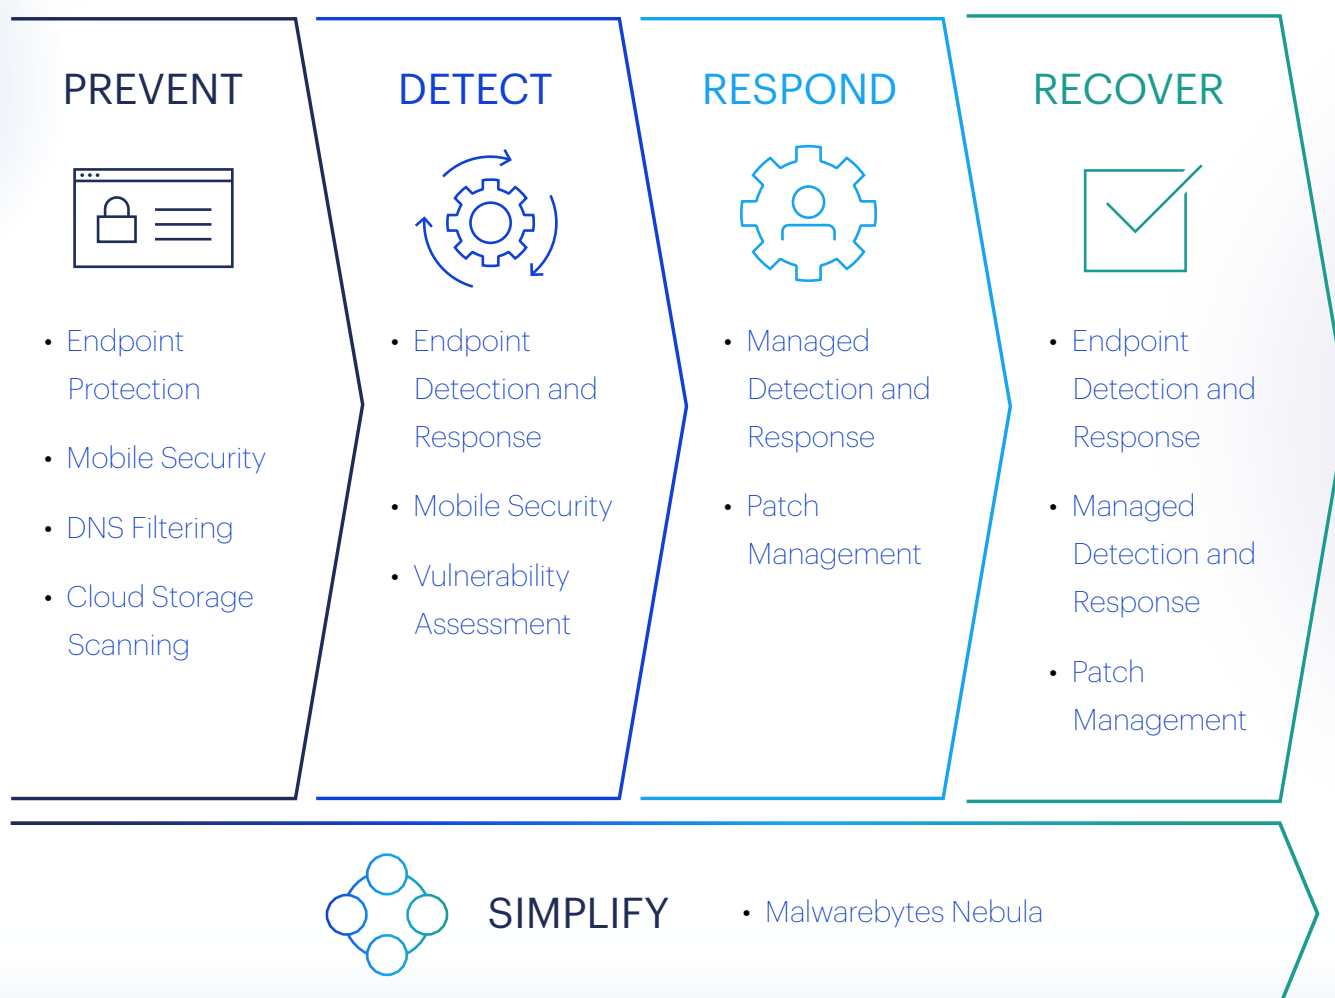 PREVENT
• Endpoint
Protection
• Mobile Security
• DNS Filtering
• Cloud Storage
Scanning
DETECT
• Endpoint
Detection and
Response
• Mobile Security
• Vulnerability
Assessment
RESPOND
• Managed
Detection and
Response
• Patch
Management
RECOVER
• Endpoint
Detection and
Response
• Managed
Detection and
Response
• Patch
Management
SIMPLIFY
• Malwarebytes Nebula